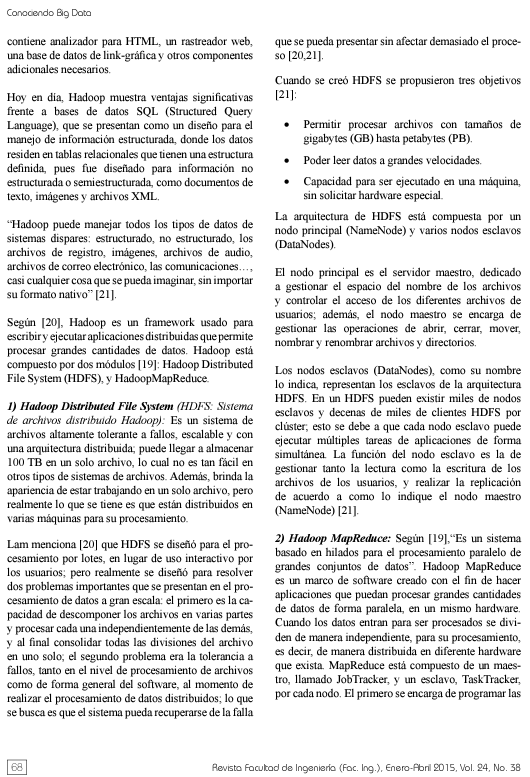 Conociendo Big Data
contiene analizador para HTML, un rastreador web,
una base de datos de link-gráfica y otros componentes
adicionales necesarios.
Hoy en día, Hadoop muestra ventajas significativas
frente a bases de datos SQL (Structured Query
Language), que se presentan como un diseño para el
manejo de información estructurada, donde los datos
residen en tablas relacionales que tienen una estructura
definida, pues fue diseñado para información no
estructurada o semiestructurada, como documentos de
texto, imágenes y archivos XML.
“Hadoop puede manejar todos los tipos de datos de
sistemas dispares: estructurado, no estructurado, los
archivos de registro, imágenes, archivos de audio,
archivos de correo electrónico, las comunicaciones…,
casi cualquier cosa que se pueda imaginar, sin importar
su formato nativo” [21].
Según [20], Hadoop es un framework usado para
escribir y ejecutar aplicaciones distribuidas que permite
procesar grandes cantidades de datos. Hadoop está
compuesto por dos módulos [19]: Hadoop Distributed
File System (HDFS), y HadoopMapReduce.
1) Hadoop Distributed File System (HDFS: Sistema
de archivos distribuido Hadoop): Es un sistema de
archivos altamente tolerante a fallos, escalable y con
una arquitectura distribuida; puede llegar a almacenar
100 TB en un solo archivo, lo cual no es tan fácil en
otros tipos de sistemas de archivos. Además, brinda la
apariencia de estar trabajando en un solo archivo, pero
realmente lo que se tiene es que están distribuidos en
varias máquinas para su procesamiento.
Lam menciona [20] que HDFS se diseñó para el pro-
cesamiento por lotes, en lugar de uso interactivo por
los usuarios; pero realmente se diseñó para resolver
dos problemas importantes que se presentan en el pro-
cesamiento de datos a gran escala: el primero es la ca-
pacidad de descomponer los archivos en varias partes
y procesar cada una independientemente de las demás,
y al final consolidar todas las divisiones del archivo
en uno solo; el segundo problema era la tolerancia a
fallas, tanto en el nivel de procesamiento de archivos
como de forma general del software, al momento de
realizar el procesamiento de datos distribuidos; lo que
se busca es que el sistema pueda recuperarse de la falla
que se pueda presentar sin afectar demasiado el proce-
so [20,21].
Cuando se creó HDFS se propusieron tres objetivos
[21]:
• Permitir procesar archivos con tamaños de
gigabytes (GB) hasta petabytes (PB).
• Poder leer datos a grandes velocidades.
• Capacidad para ser ejecutado en una máquina,
sin solicitar hardware especial.
La arquitectura de HDFS está compuesta por un
nodo principal (NameNode) y varios nodos esclavos
(DataNodes).
El nodo principal es el servidor maestro, dedicado
a gestionar el espacio del nombre de los archivos
y controlar el acceso de los diferentes archivos de
usuarios; además, el nodo maestro se encarga de
gestionar las operaciones de abrir, cerrar, mover,
nombrar y renombrar archivos y directorios.
Los nodos esclavos (DataNodes), como su nombre
lo indica, representan los esclavos de la arquitectura
HDFS. En un HDFS pueden existir miles de nodos
esclavos y decenas de miles de clientes HDFS por
clúster; esto se debe a que cada nodo esclavo puede
ejecutar múltiples tareas de aplicaciones de forma
simultánea. La función del nodo esclavo es la de
gestionar tanto la lectura como la escritura de los
archivos de los usuarios, y realizar la replicación
de acuerdo a como lo indique el nodo maestro
(NameNode) [21].
2) Hadoop MapReduce: Según [19],“Es un sistema
basado en hilados para el procesamiento paralelo de
grandes conjuntos de datos”. Hadoop MapReduce
es un marco de software creado con el fin de hacer
aplicaciones que puedan procesar grandes cantidades
de datos de forma paralela, en un mismo hardware.
Cuando los datos entran para ser procesados se divi-
den de manera independiente, para su procesamiento,
es decir, de manera distribuida en diferente hardware
que exista. MapReduce está compuesto de un maes-
tro, llamado JobTracker, y un esclavo, TaskTracker,
por cada nodo. El primero se encarga de programar las
68
Revista Facultad de Ingeniería (Fac. Ing.), Enero-Abril 2015, Vol. 24, No. 38